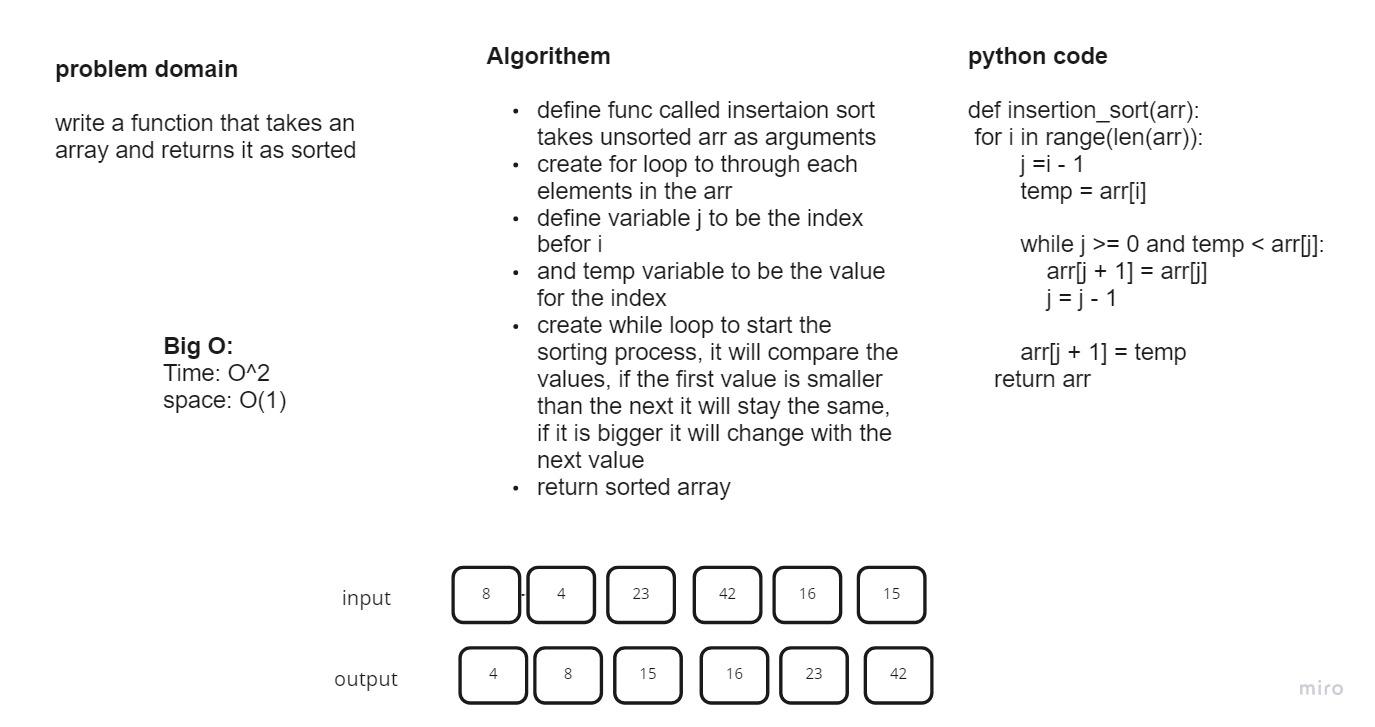 problem domain
write a function that takes an
array and returns it as sorted
Big O:
Time: O^2
space: O(1)
Algorithem
• define func called insertaion sort
takes unsorted arr as arguments
• create for loop to through each
elements in the arr
• define variable j to be the index
befor i
• and temp variable to be the value
for the index
• create while loop to start the
sorting process, it will compare the
values, if the first value is smaller
than the next it will stay the same,
if it is bigger it will change with the
next value
• return sorted array
python code
def insertion_sort(arr):
 for i in range(len(arr)):
        j =i - 1
        temp = arr[i]
        while j >= 0 and temp < arr[j]:
            arr[j + 1] = arr[j]
            j = j - 1
        arr[j + 1] = temp
    return arr
input 8 4 23 42 16 15
output 4 8 15 16 23 42
miro